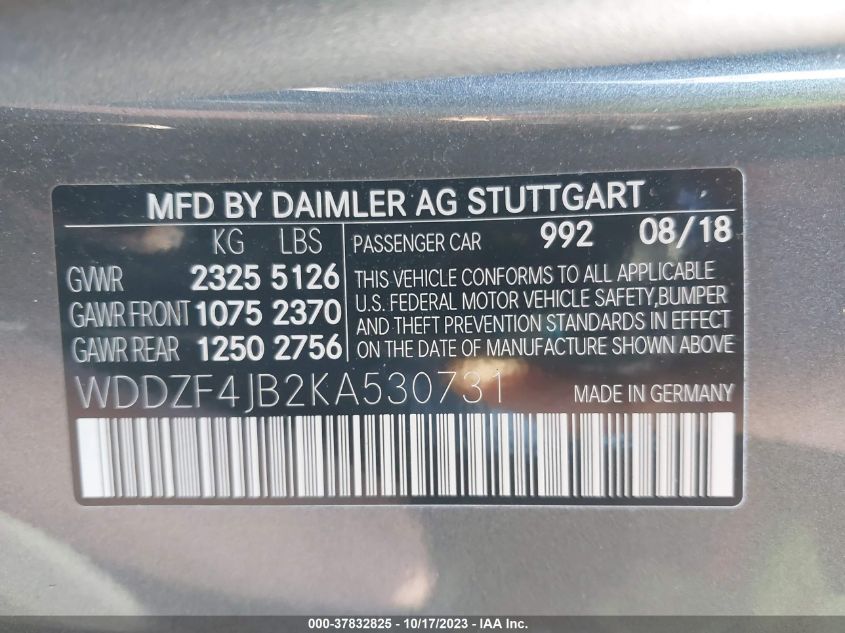 MFD BY DAIMLER AG STUTTGART
KG LBS
PASSENGER CAR 992 08/18
GVWR 2325 5126
GAWR FRONT 1075 2370
GAWR REAR 1250 2756
THIS VEHICLE CONFORMS TO ALL APPLICABLE
U.S. FEDERAL MOTOR VEHICLE SAFETY,BUMPER
AND THEFT PREVENTION STANDARDS IN EFFECT
ON THE DATE OF MANUFACTURE SHOWN ABOVE
WDDZF4JB2KA530731 MADE IN GERMANY
000-37832825 - 10/17/2023 - IAA Inc.